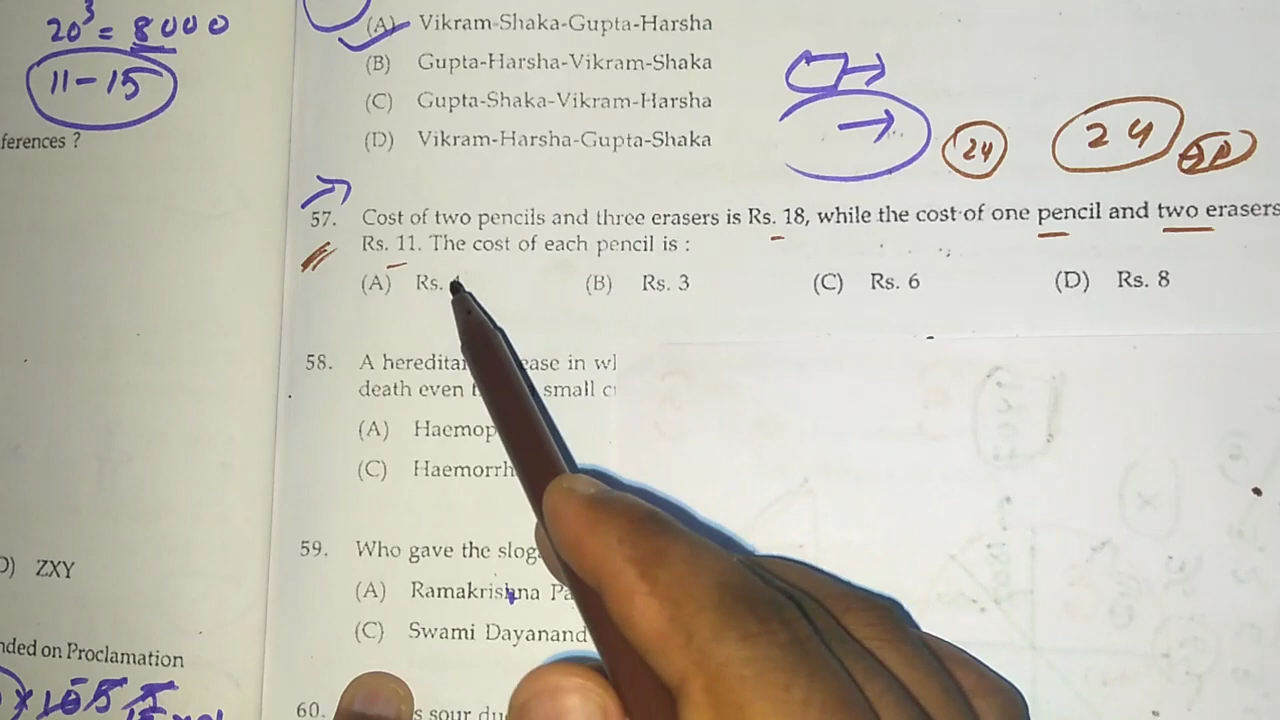 20³ = 8000
11-15
ferences ?
(A) Vikram-Shaka-Gupta-Harsha
(B) Gupta-Harsha-Vikram-Shaka
(C) Gupta-Shaka-Vikram-Harsha
(D) Vikram-Harsha-Gupta-Shaka
24
24
57. Cost of two pencils and three erasers is Rs. 18, while the cost of one pencil and two erasers
Rs. 11. The cost of each pencil is :
(A) Rs.
(B) Rs. 3
(C) Rs. 6
(D) Rs. 8
58. A heredita ease in wh
death even small c
(A) Haemop
(C) Haemorrh
59. Who gave the slog
(A) Ramakrishna Pa
(C) Swami Dayanand
60. s sour du
D) ZXY
nded on Proclamation